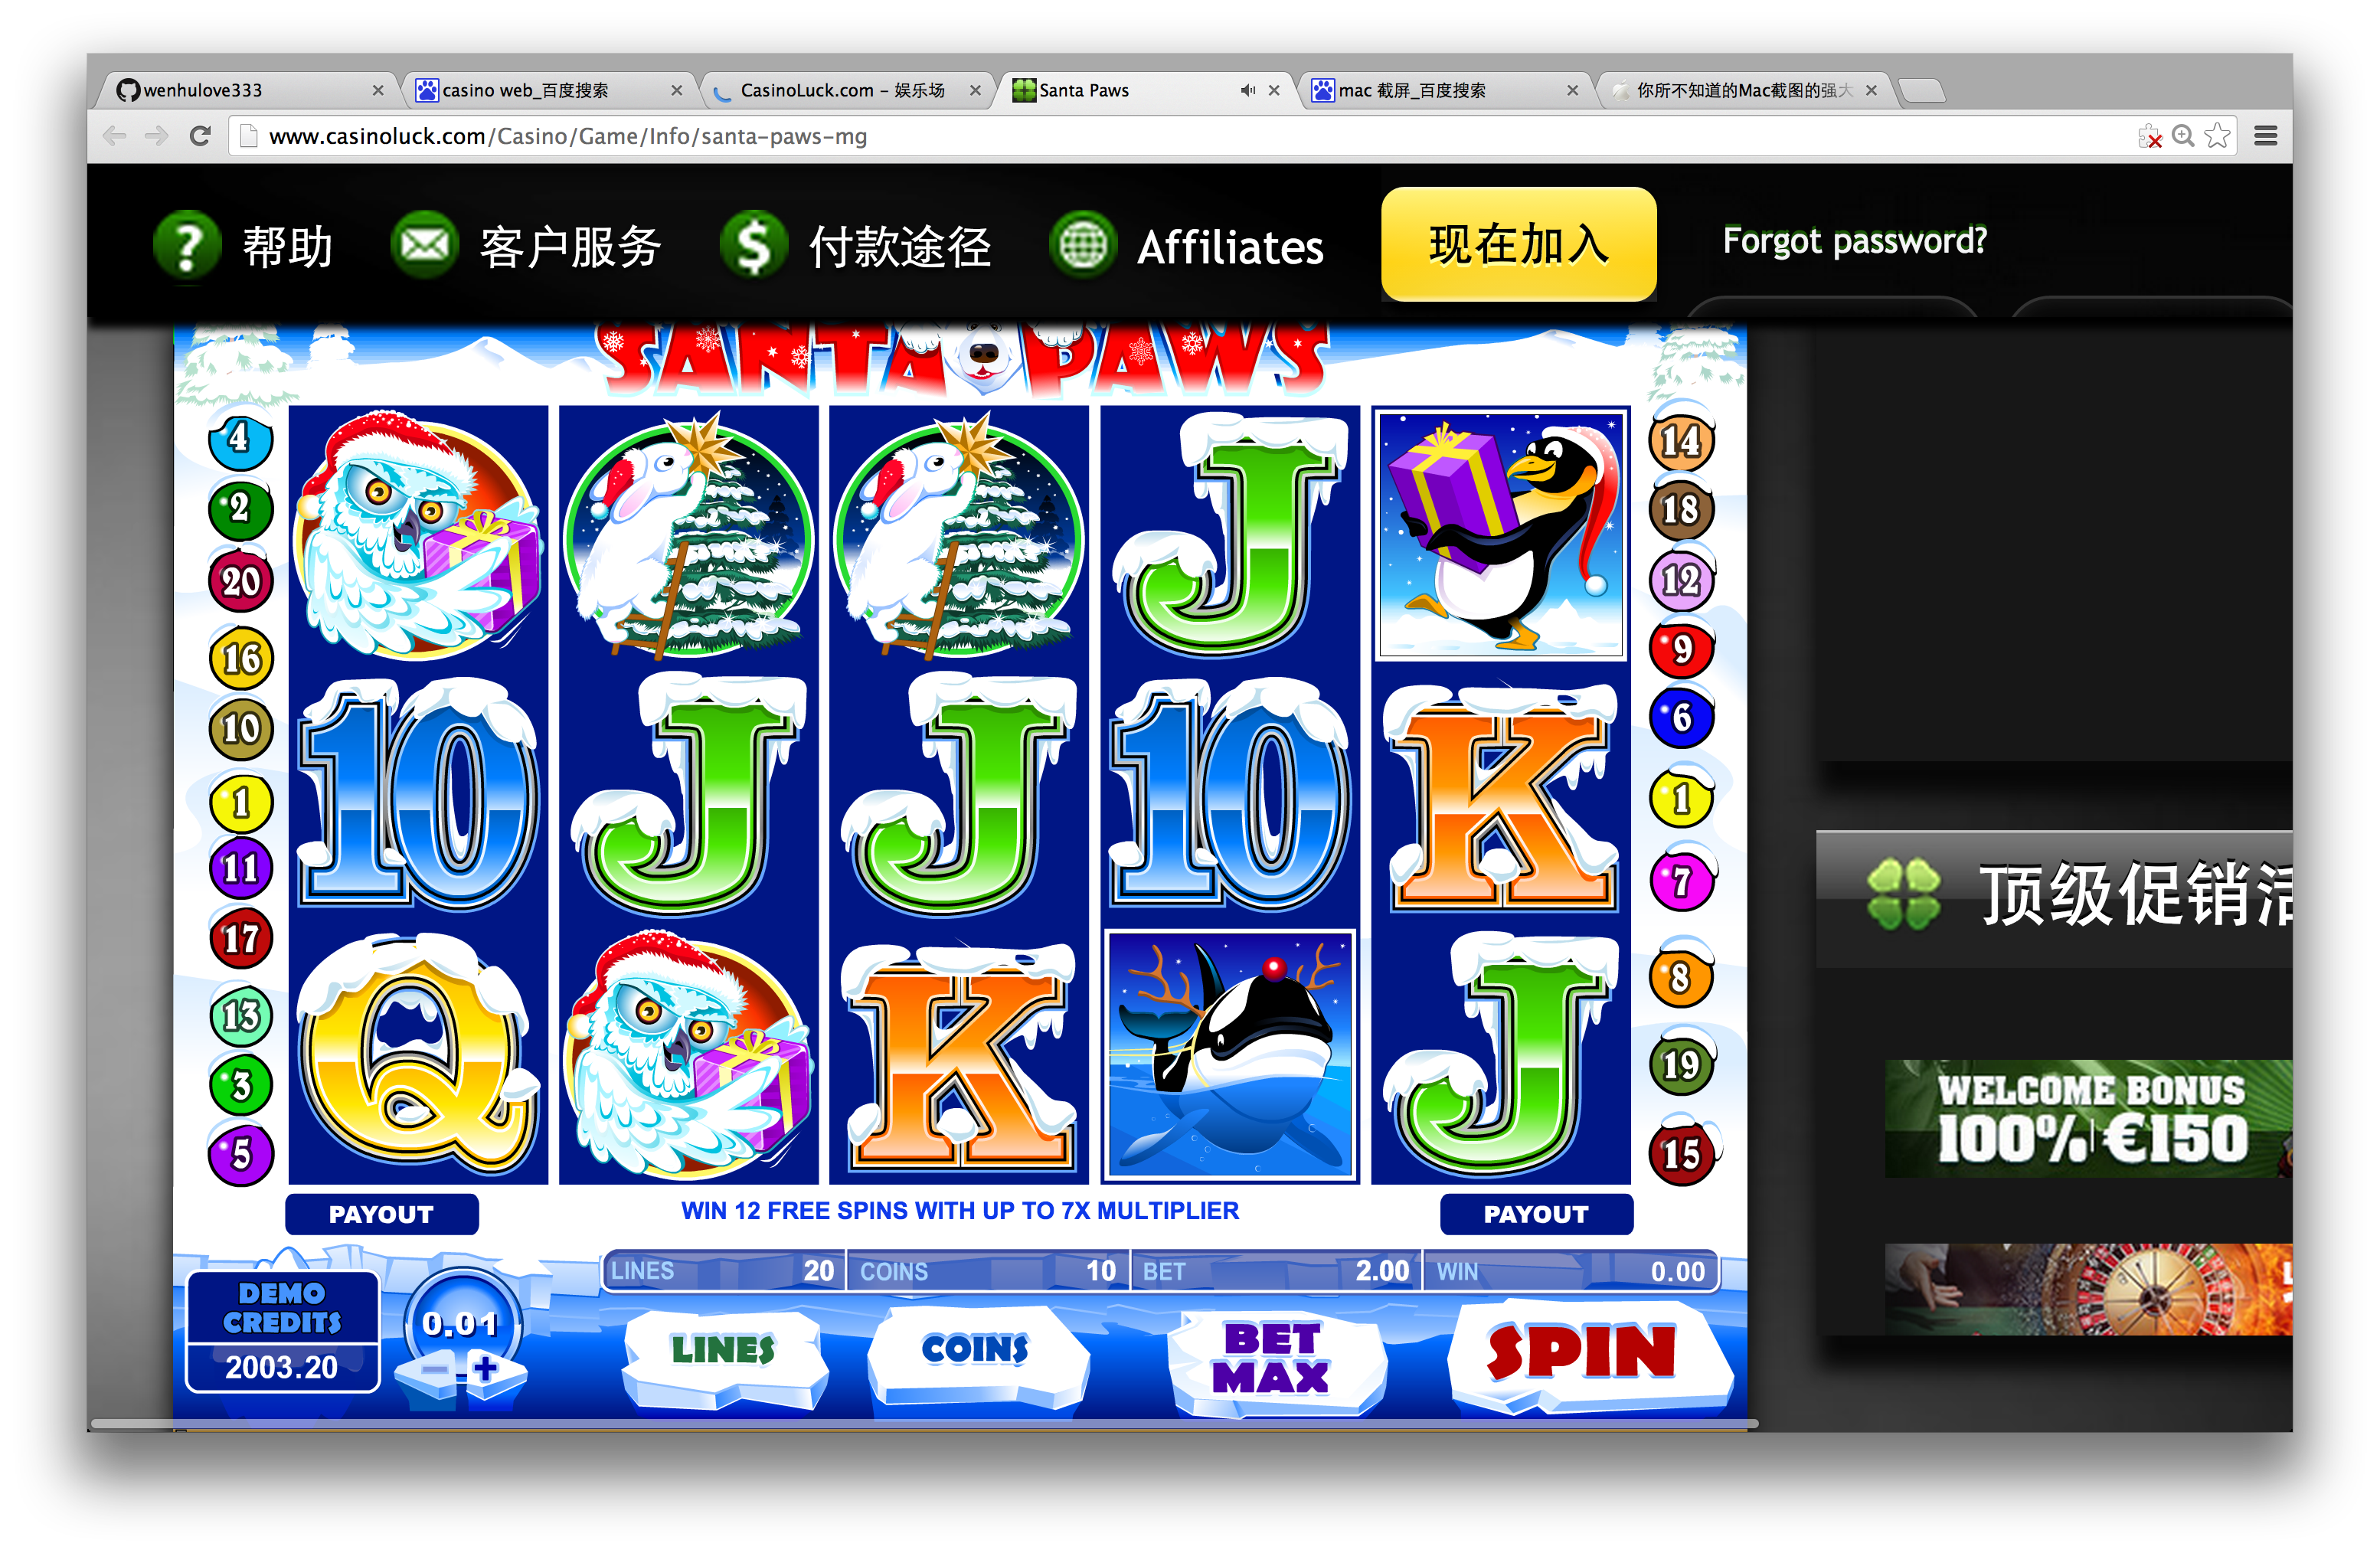 wenhulove333
casino web_百度搜索
CasinoLuck.com – 娱乐场
Santa Paws
mac 截屏_百度搜索
你所不知道的Mac截图的强大
www.casinoluck.com/Casino/Game/Info/santa-paws-mg
帮助
客户服务
付款途径
Affiliates
现在加入
Forgot password?
SANTA PAWS
4
2
20
16
10
1
11
17
13
3
5
J
10
J
J
10
K
Q
K
J
14
18
12
9
6
1
7
8
19
15
PAYOUT
WIN 12 FREE SPINS WITH UP TO 7X MULTIPLIER
PAYOUT
LINES 20
COINS 10
BET 2.00
WIN 0.00
DEMO
CREDITS
2003.20
0.01
− +
LINES
COINS
BET
MAX
SPIN
顶级促销活
WELCOME BONUS
100% €150